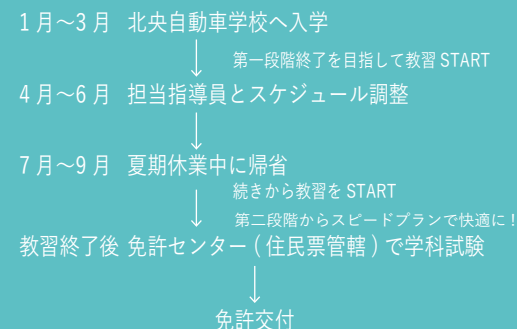 1月～3月 北央自動車学校へ入学
第一段階終了を目指して教習START
4月～6月 担当指導員とスケジュール調整
7月～9月 夏期休業中に帰省
続きから教習をSTART
第二段階からスピードプランで快適に！
教習終了後 免許センター(住民票管轄)で学科試験
免許交付